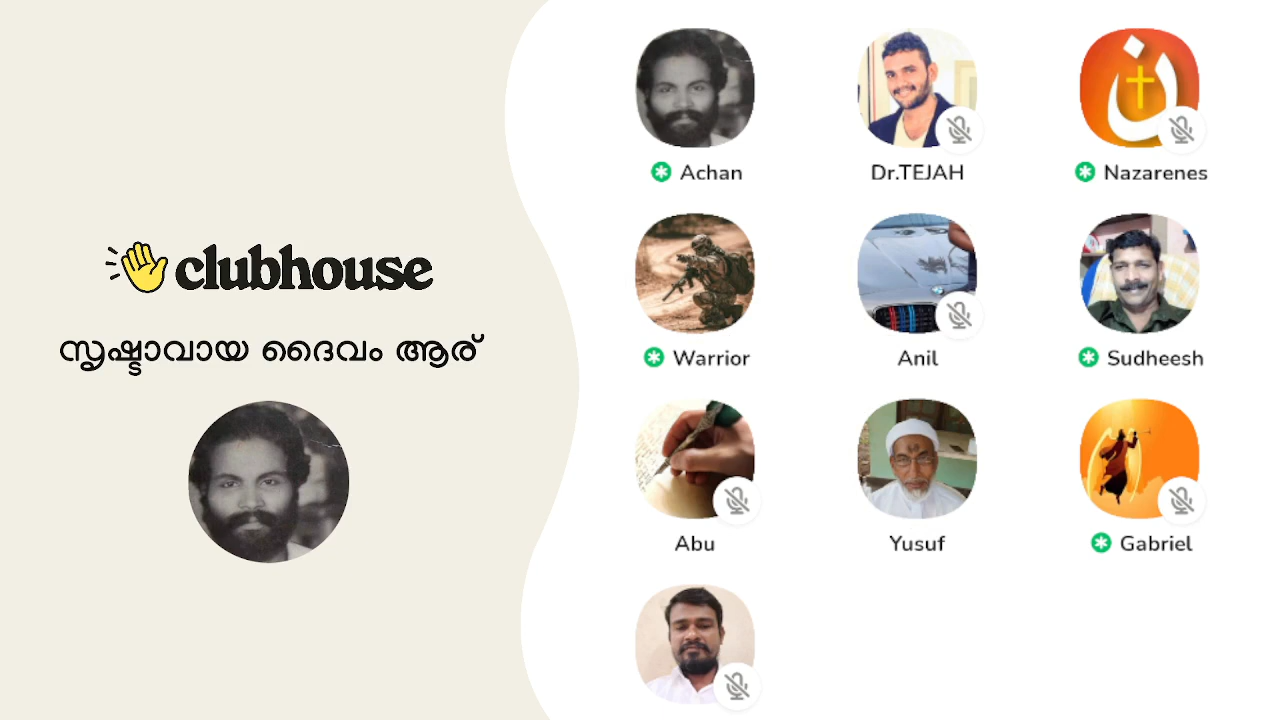 clubhouse
സൃഷ്ടാവായ ദൈവം ആര്
Achan
Dr.TEJAH
Nazarenes
Warrior
Anil
Sudheesh
Abu
Yusuf
Gabriel